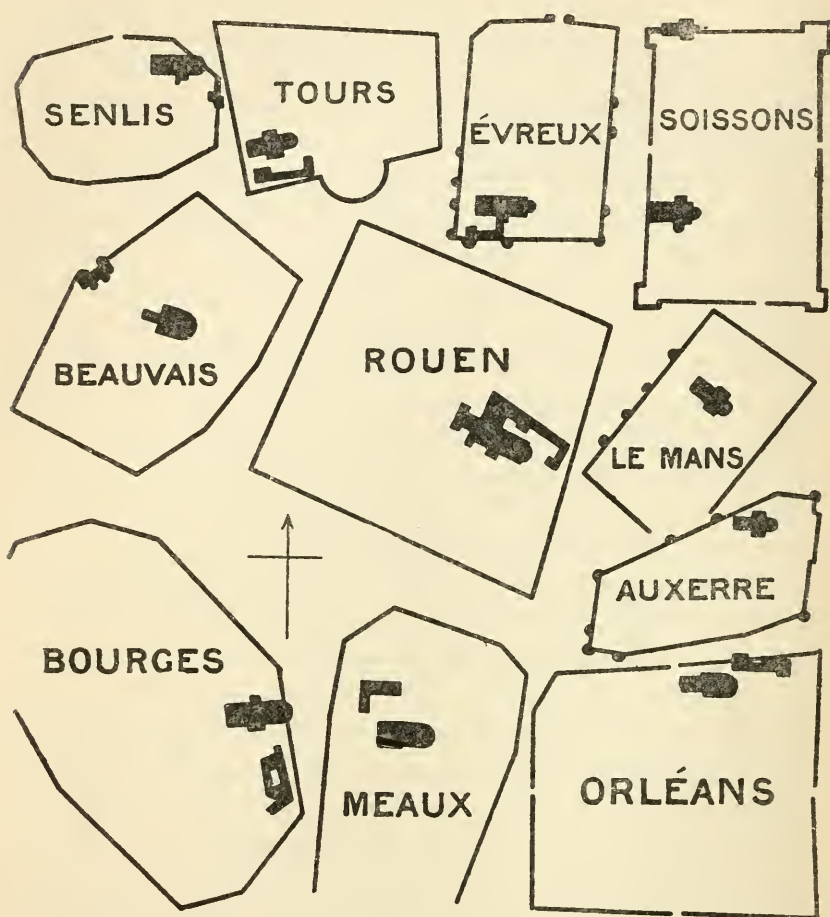 SENLIS
TOURS
ÉVREUX
SOISSONS
BEAUVAIS
ROUEN
LE MANS
AUXERRE
BOURGES
MEAUX
ORLÉANS